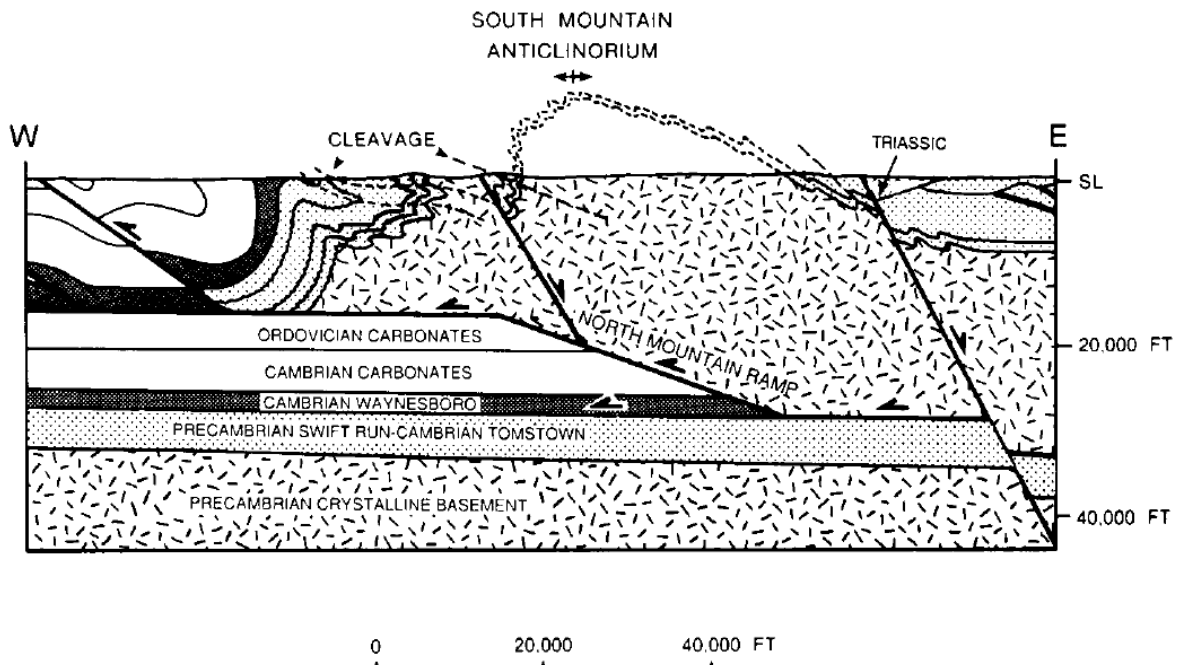 SOUTH MOUNTAIN
ANTICLINORIUM
W
E
CLEAVAGE
TRIASSIC
SL
ORDOVICIAN CARBONATES
NORTH MOUNTAIN RAMP
20,000 FT
CAMBRIAN CARBONATES
CAMBRIAN WAYNESBORO
PRECAMBRIAN SWIFT RUN-CAMBRIAN TOMSTOWN
PRECAMBRIAN CRYSTALLINE BASEMENT
40.000 FT
0 20.000 40.000 FT